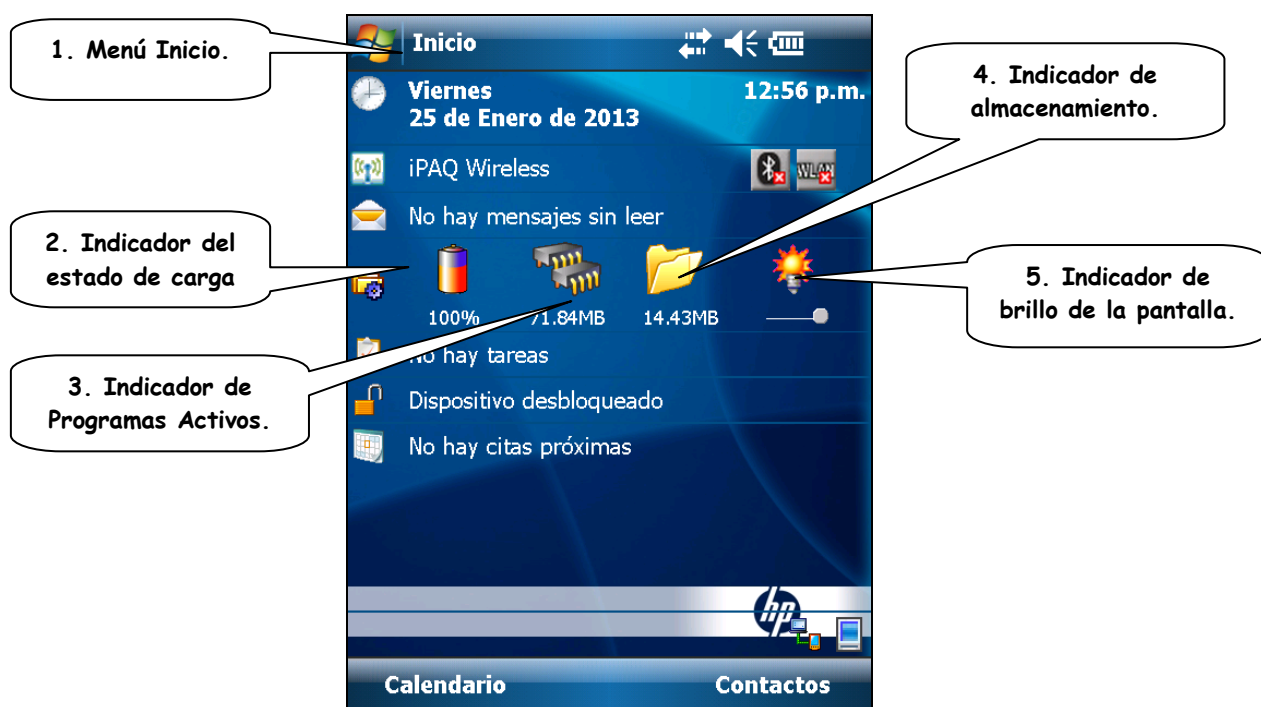 1. Menú Inicio.
Inicio
Viernes
12:56 p.m.
25 de Enero de 2013
4. Indicador de
almacenamiento.
iPAQ Wireless
WLAN
No hay mensajes sin leer
2. Indicador del
estado de carga
100%
71.84MB
14.43MB
5. Indicador de
brillo de la pantalla.
No hay tareas
3. Indicador de
Programas Activos.
Dispositivo desbloqueado
No hay citas próximas
hp
Calendario
Contactos